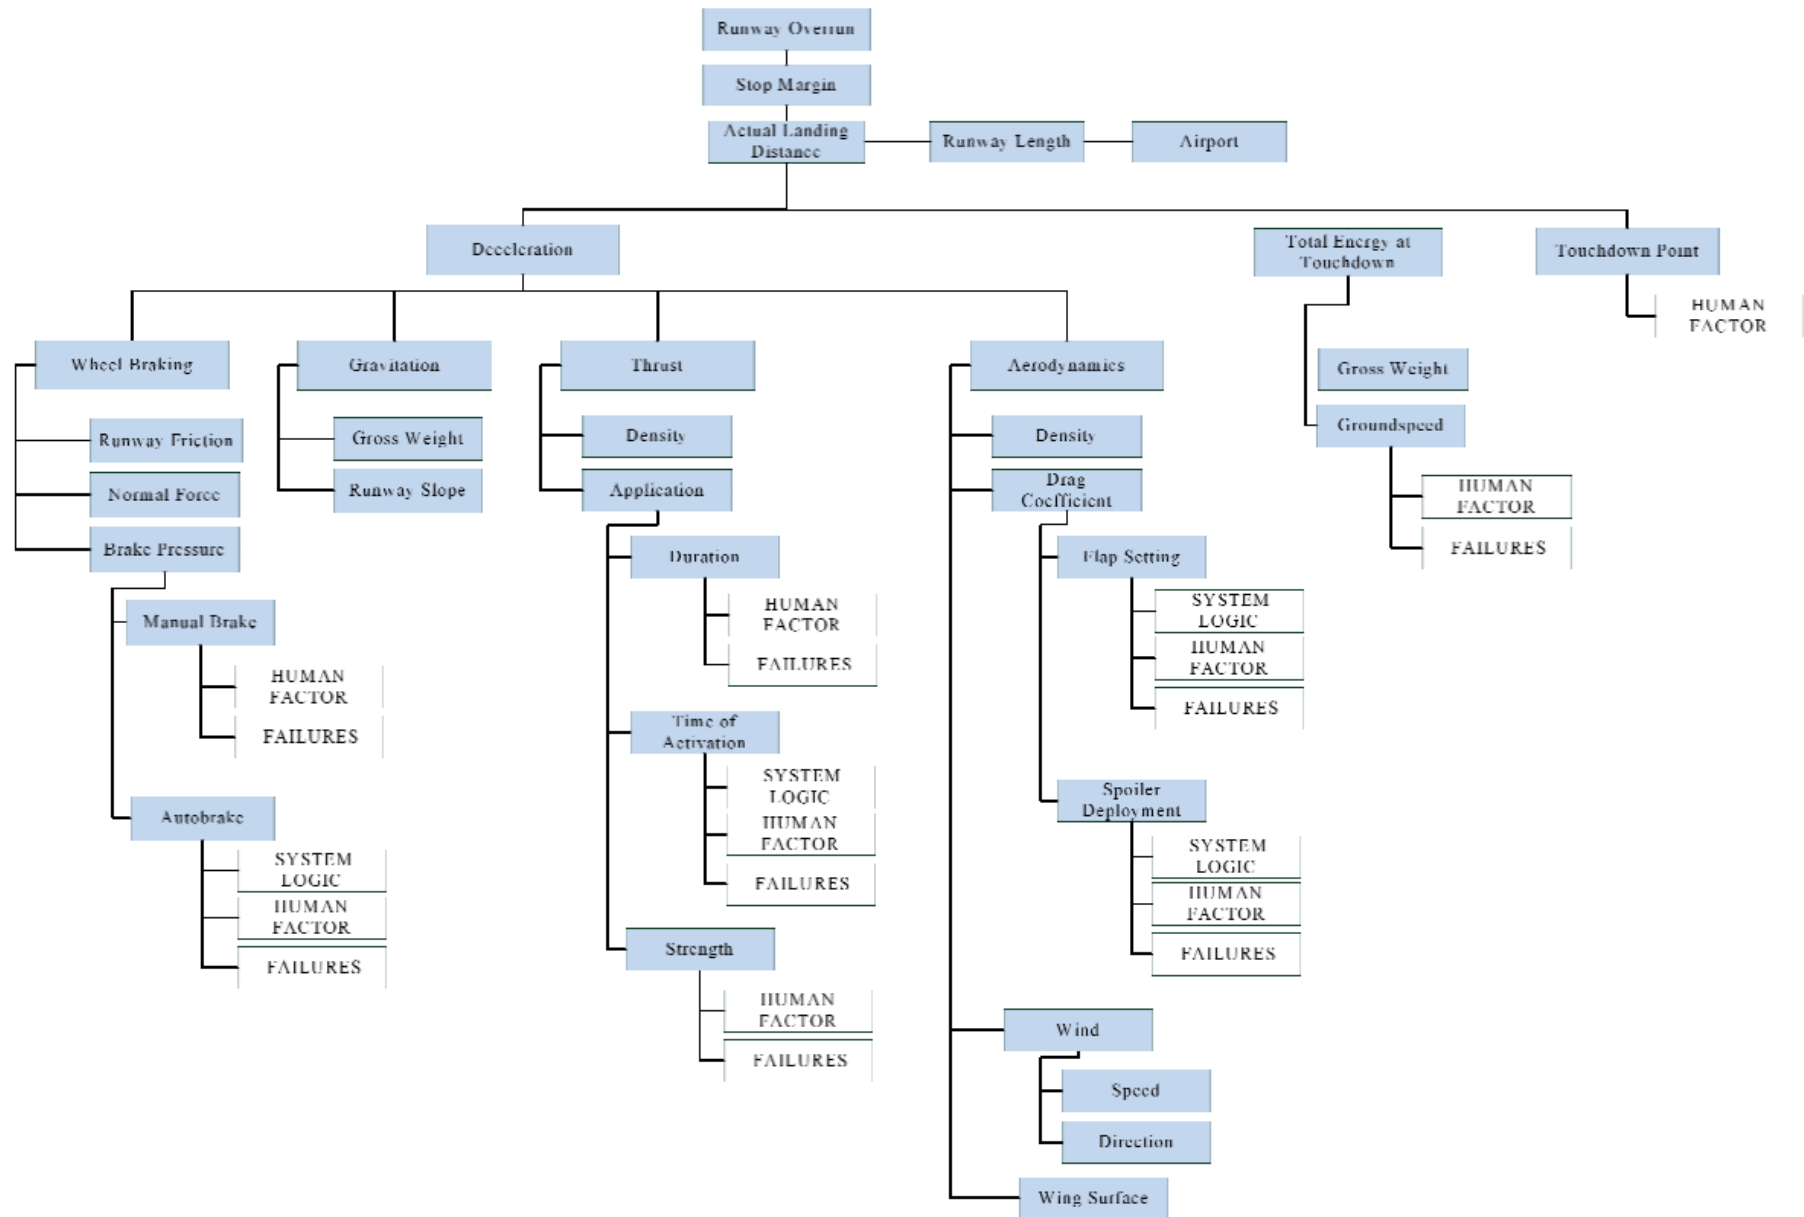 Runway Overrun
Stop Margin
Actual Landing
Distance
Runway Length
Airport
Deceleration
Total Energy at
Touchdown
Touchdown Point
HUMAN
FACTOR
Wheel Braking
Gravitation
Thrust
Aerodynamics
Gross Weight
Groundspeed
HUMAN
FACTOR
FAILURES
Runway Friction
Normal Force
Brake Pressure
Manual Brake
HUMAN
FACTOR
FAILURES
Autobrake
SYSTEM
LOGIC
HUMAN
FACTOR
FAILURES
Gross Weight
Runway Slope
Density
Application
Duration
HUMAN
FACTOR
FAILURES
Time of
Activation
SYSTEM
LOGIC
HUMAN
FACTOR
FAILURES
Strength
HUMAN
FACTOR
FAILURES
Density
Drag
Coefficient
Flap Setting
SYSTEM
LOGIC
HUMAN
FACTOR
FAILURES
Spoiler
Deployment
SYSTEM
LOGIC
HUMAN
FACTOR
FAILURES
Wind
Speed
Direction
Wing Surface